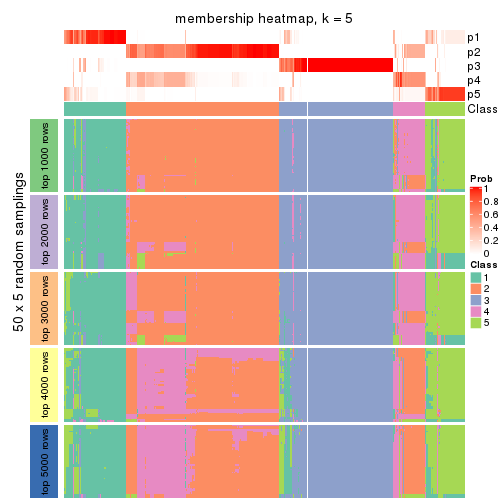 membership heatmap, k = 5
p1
p2
p3
p4
p5
Class
50 x 5 random samplings
top 1000 rows
top 2000 rows
top 3000 rows
top 4000 rows
top 5000 rows
Prob
1
0.8
0.6
0.4
0.2
0
Class
1
2
3
4
5